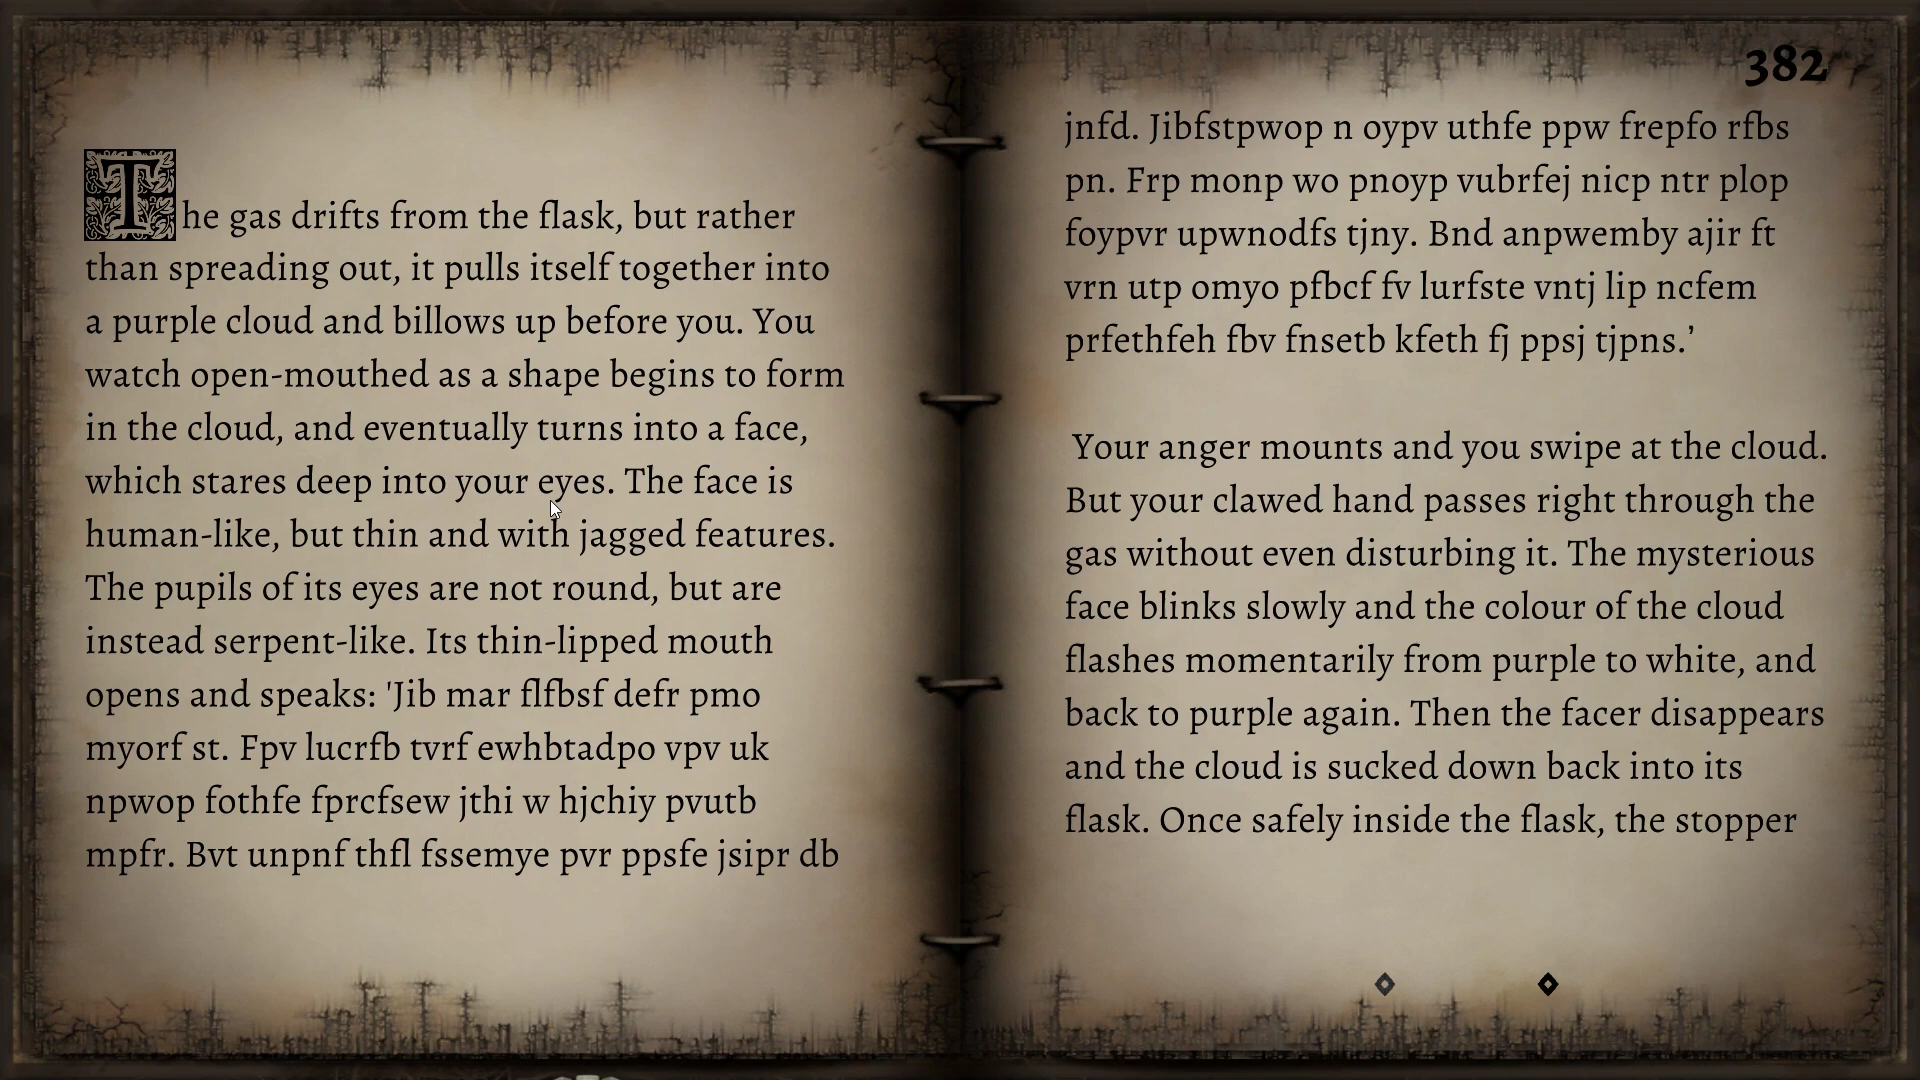 382
The gas drifts from the flask, but rather
than spreading out, it pulls itself together into
a purple cloud and billows up before you. You
watch open-mouthed as a shape begins to form
in the cloud, and eventually turns into a face,
which stares deep into your eyes. The face is
human-like, but thin and with jagged features.
The pupils of its eyes are not round, but are
instead serpent-like. Its thin-lipped mouth
opens and speaks: 'Jib mar flfbsf defr pmo
myorf st. Fpv lucrfb tvrf ewhbtadpo vpv uk
npwop fothfe fprcfsew jthi w hjchiy pvutb
mpfr. Bvt unpnf thfl fssemye pvr ppsfe jsipr db
jnfd. Jibfstpwop n oypv uthfe ppw frepfo rfbs
pn. Frp monp wo pnoyp vubrfej nicp ntr plop
foypvr upwnodfs tjny. Bnd anpwemby ajir ft
vrn utp omyo pfbcf fv lurfste vntj lip ncfem
prfethfeh fbv fnsetb kfeth fj ppsj tjpns.’
Your anger mounts and you swipe at the cloud.
But your clawed hand passes right through the
gas without even disturbing it. The mysterious
face blinks slowly and the colour of the cloud
flashes momentarily from purple to white, and
back to purple again. Then the facer disappears
and the cloud is sucked down back into its
flask. Once safely inside the flask, the stopper